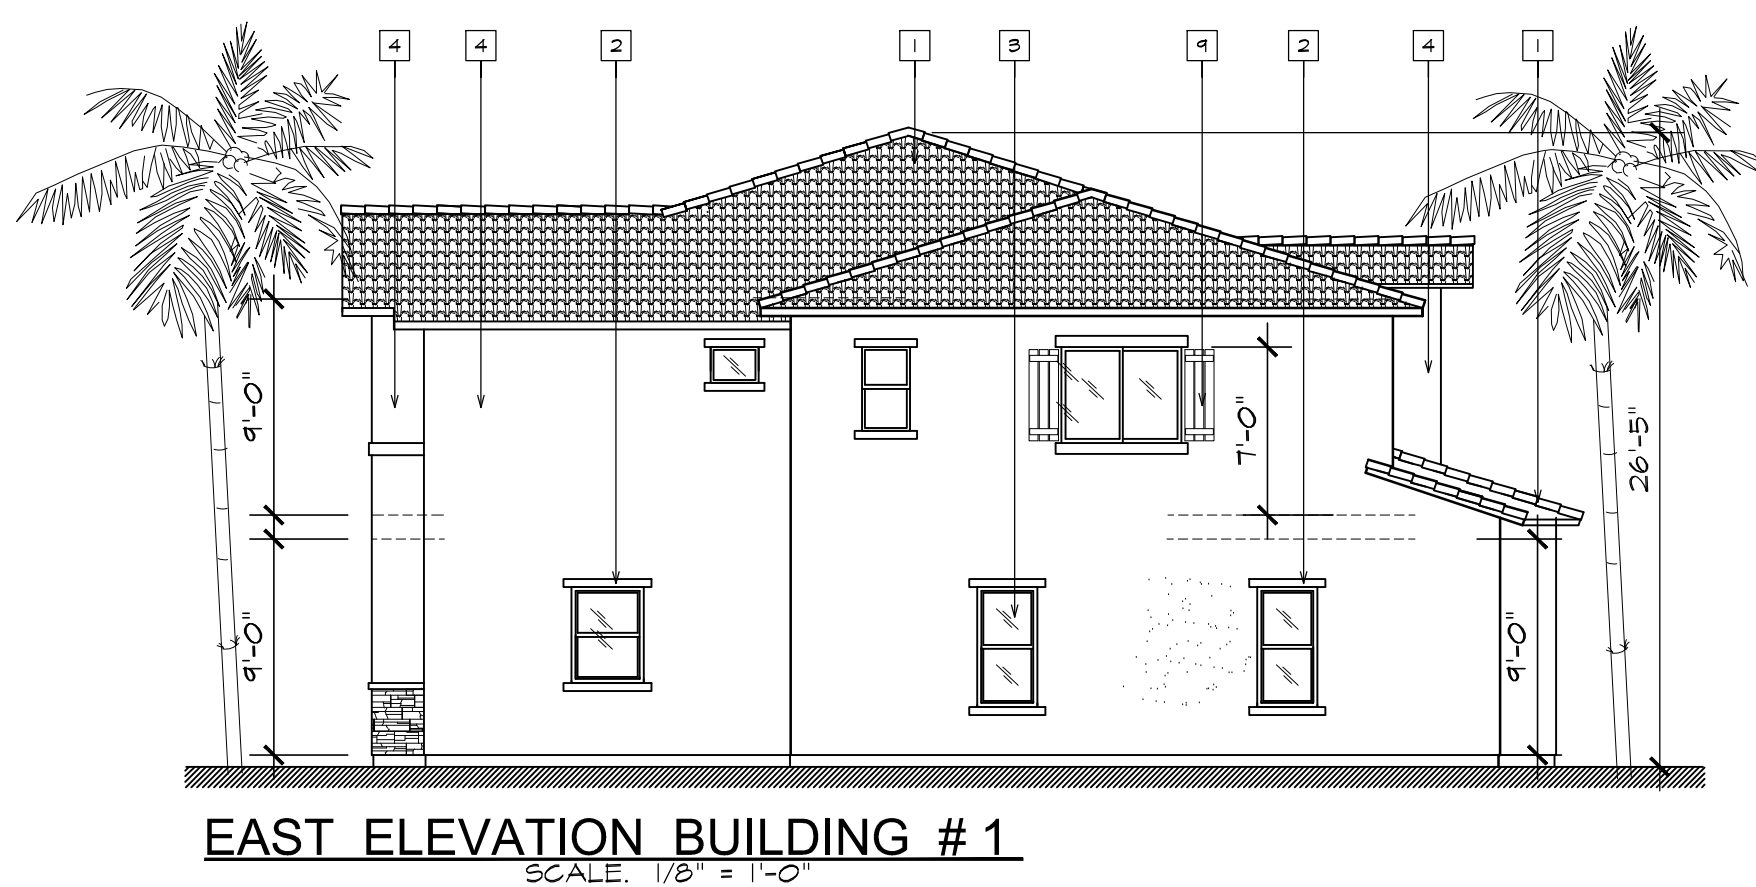 4 4 2 1 3 9 2 4 1
9'-0"
7'-0"
26'-5"
9'-0"
9'-0"
EAST ELEVATION BUILDING # 1
SCALE. 1/8" = 1'-0"